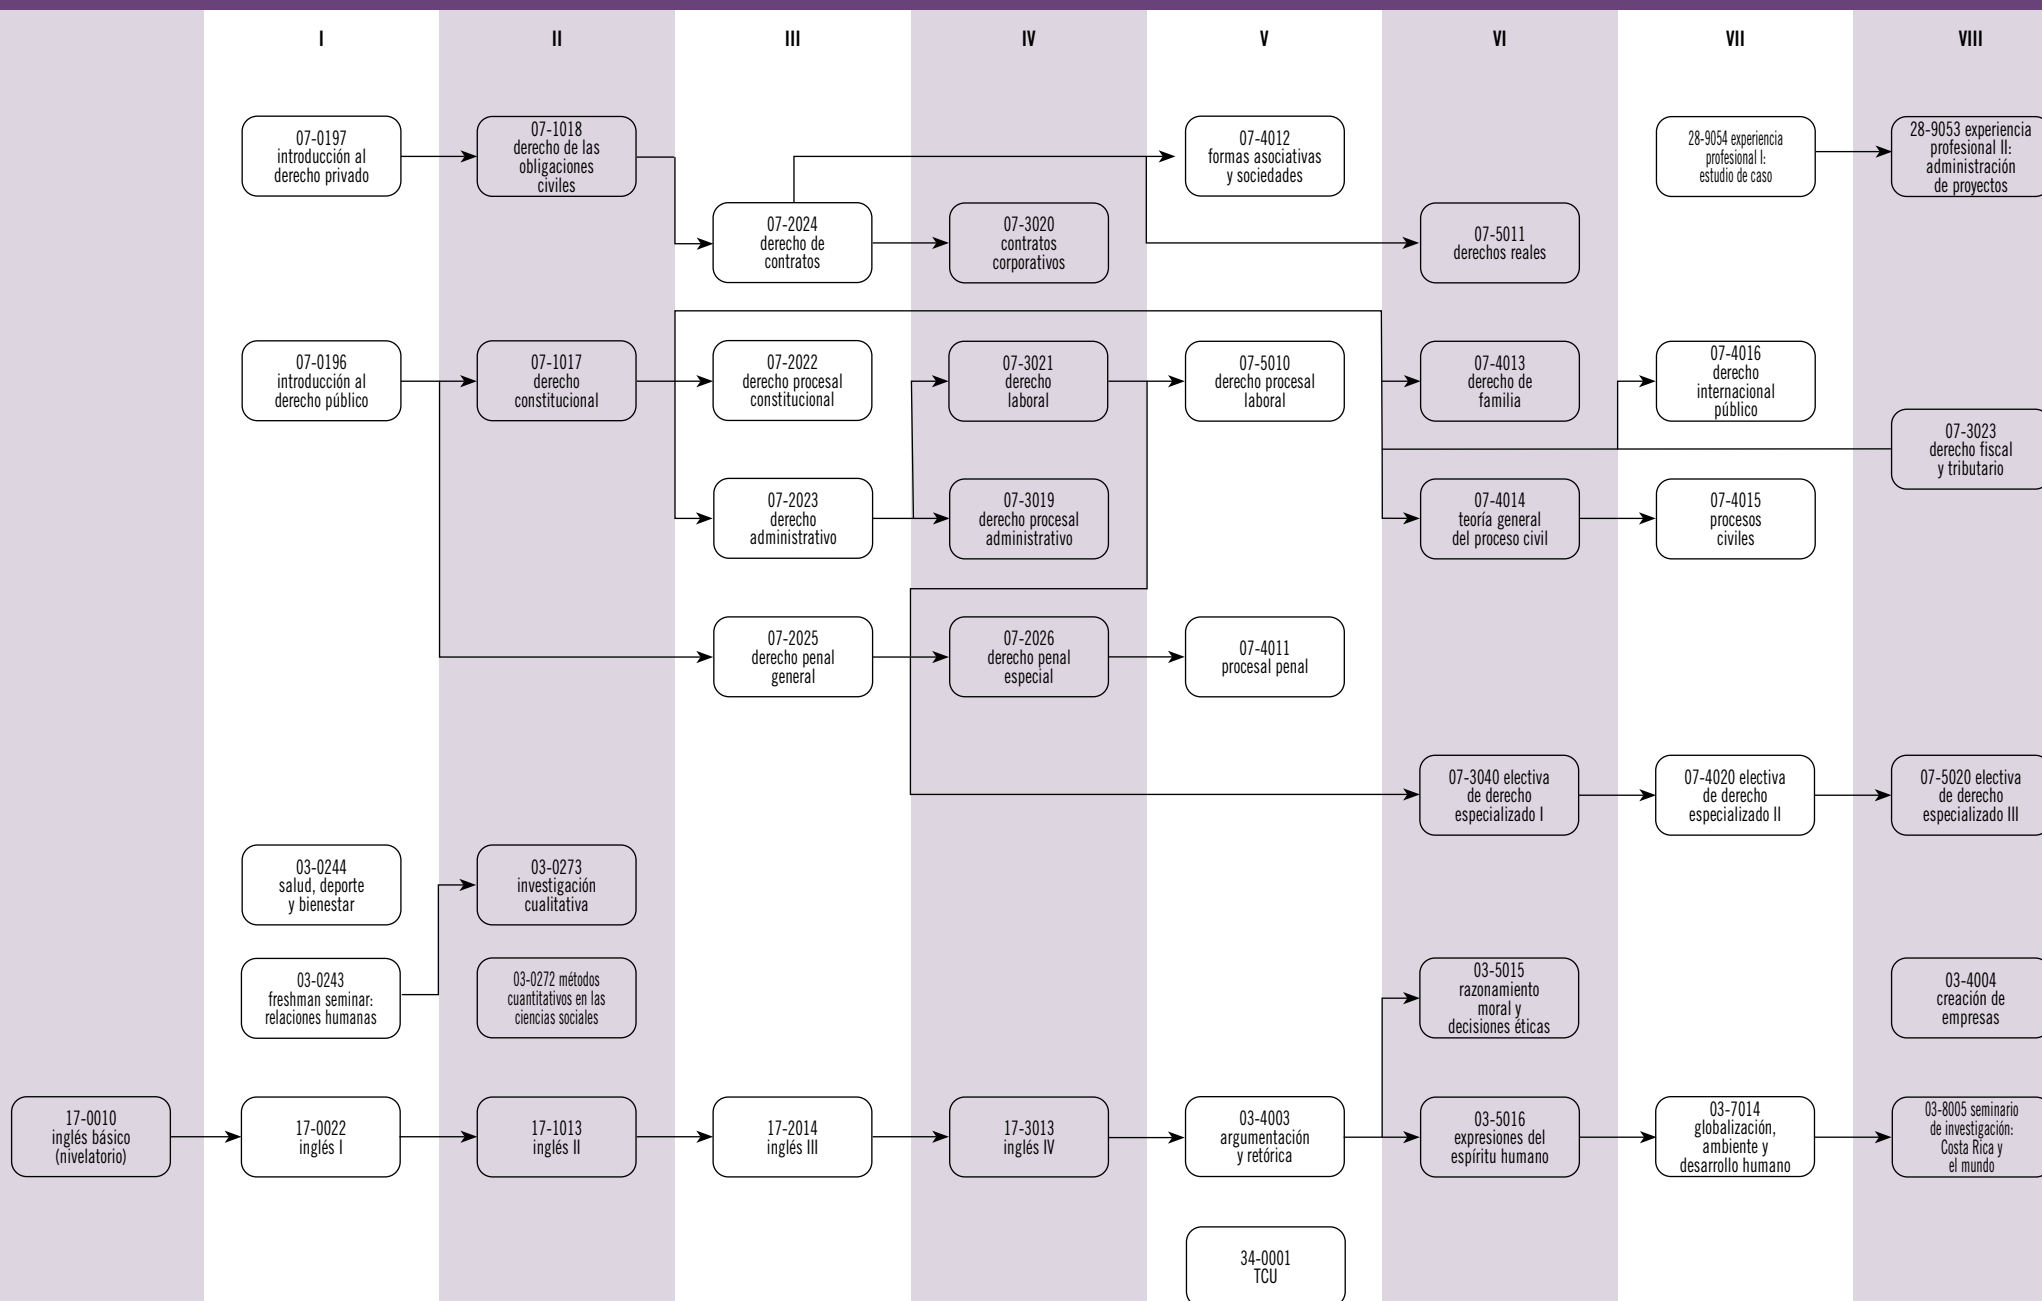 I
II
III
IV
V
VI
VII
VIII
07-0197
introducción al
derecho privado
07-1018
derecho de las
obligaciones
civiles
07-4012
formas asociativas
y sociedades
28-9054 experiencia
profesional I:
estudio de caso
28-9053 experiencia
profesional II:
administración
de proyectos
07-2024
derecho de
contratos
07-3020
contratos
corporativos
07-5011
derechos reales
07-0196
introducción al
derecho público
07-1017
derecho
constitucional
07-2022
derecho procesal
constitucional
07-3021
derecho
laboral
07-5010
derecho procesal
laboral
07-4013
derecho de
familia
07-4016
derecho
internacional
público
07-3023
derecho fiscal
y tributario
07-2023
derecho
administrativo
07-3019
derecho procesal
administrativo
07-4014
teoría general
del proceso civil
07-4015
procesos
civiles
07-2025
derecho penal
general
07-2026
derecho penal
especial
07-4011
procesal penal
07-3040 electiva
de derecho
especializado I
07-4020 electiva
de derecho
especializado II
07-5020 electiva
de derecho
especializado III
03-0244
salud, deporte
y bienestar
03-0273
investigación
cualitativa
03-0243
freshman seminar:
relaciones humanas
03-0272 métodos
cuantitativos en las
ciencias sociales
03-5015
razonamiento
moral y
decisiones éticas
03-4004
creación de
empresas
17-0010
inglés básico
(nivelatorio)
17-0022
inglés I
17-1013
inglés II
17-2014
inglés III
17-3013
inglés IV
03-4003
argumentación
y retórica
03-5016
expresiones del
espíritu humano
03-7014
globalización,
ambiente y
desarrollo humano
03-8005 seminario
de investigación:
Costa Rica y
el mundo
34-0001
TCU